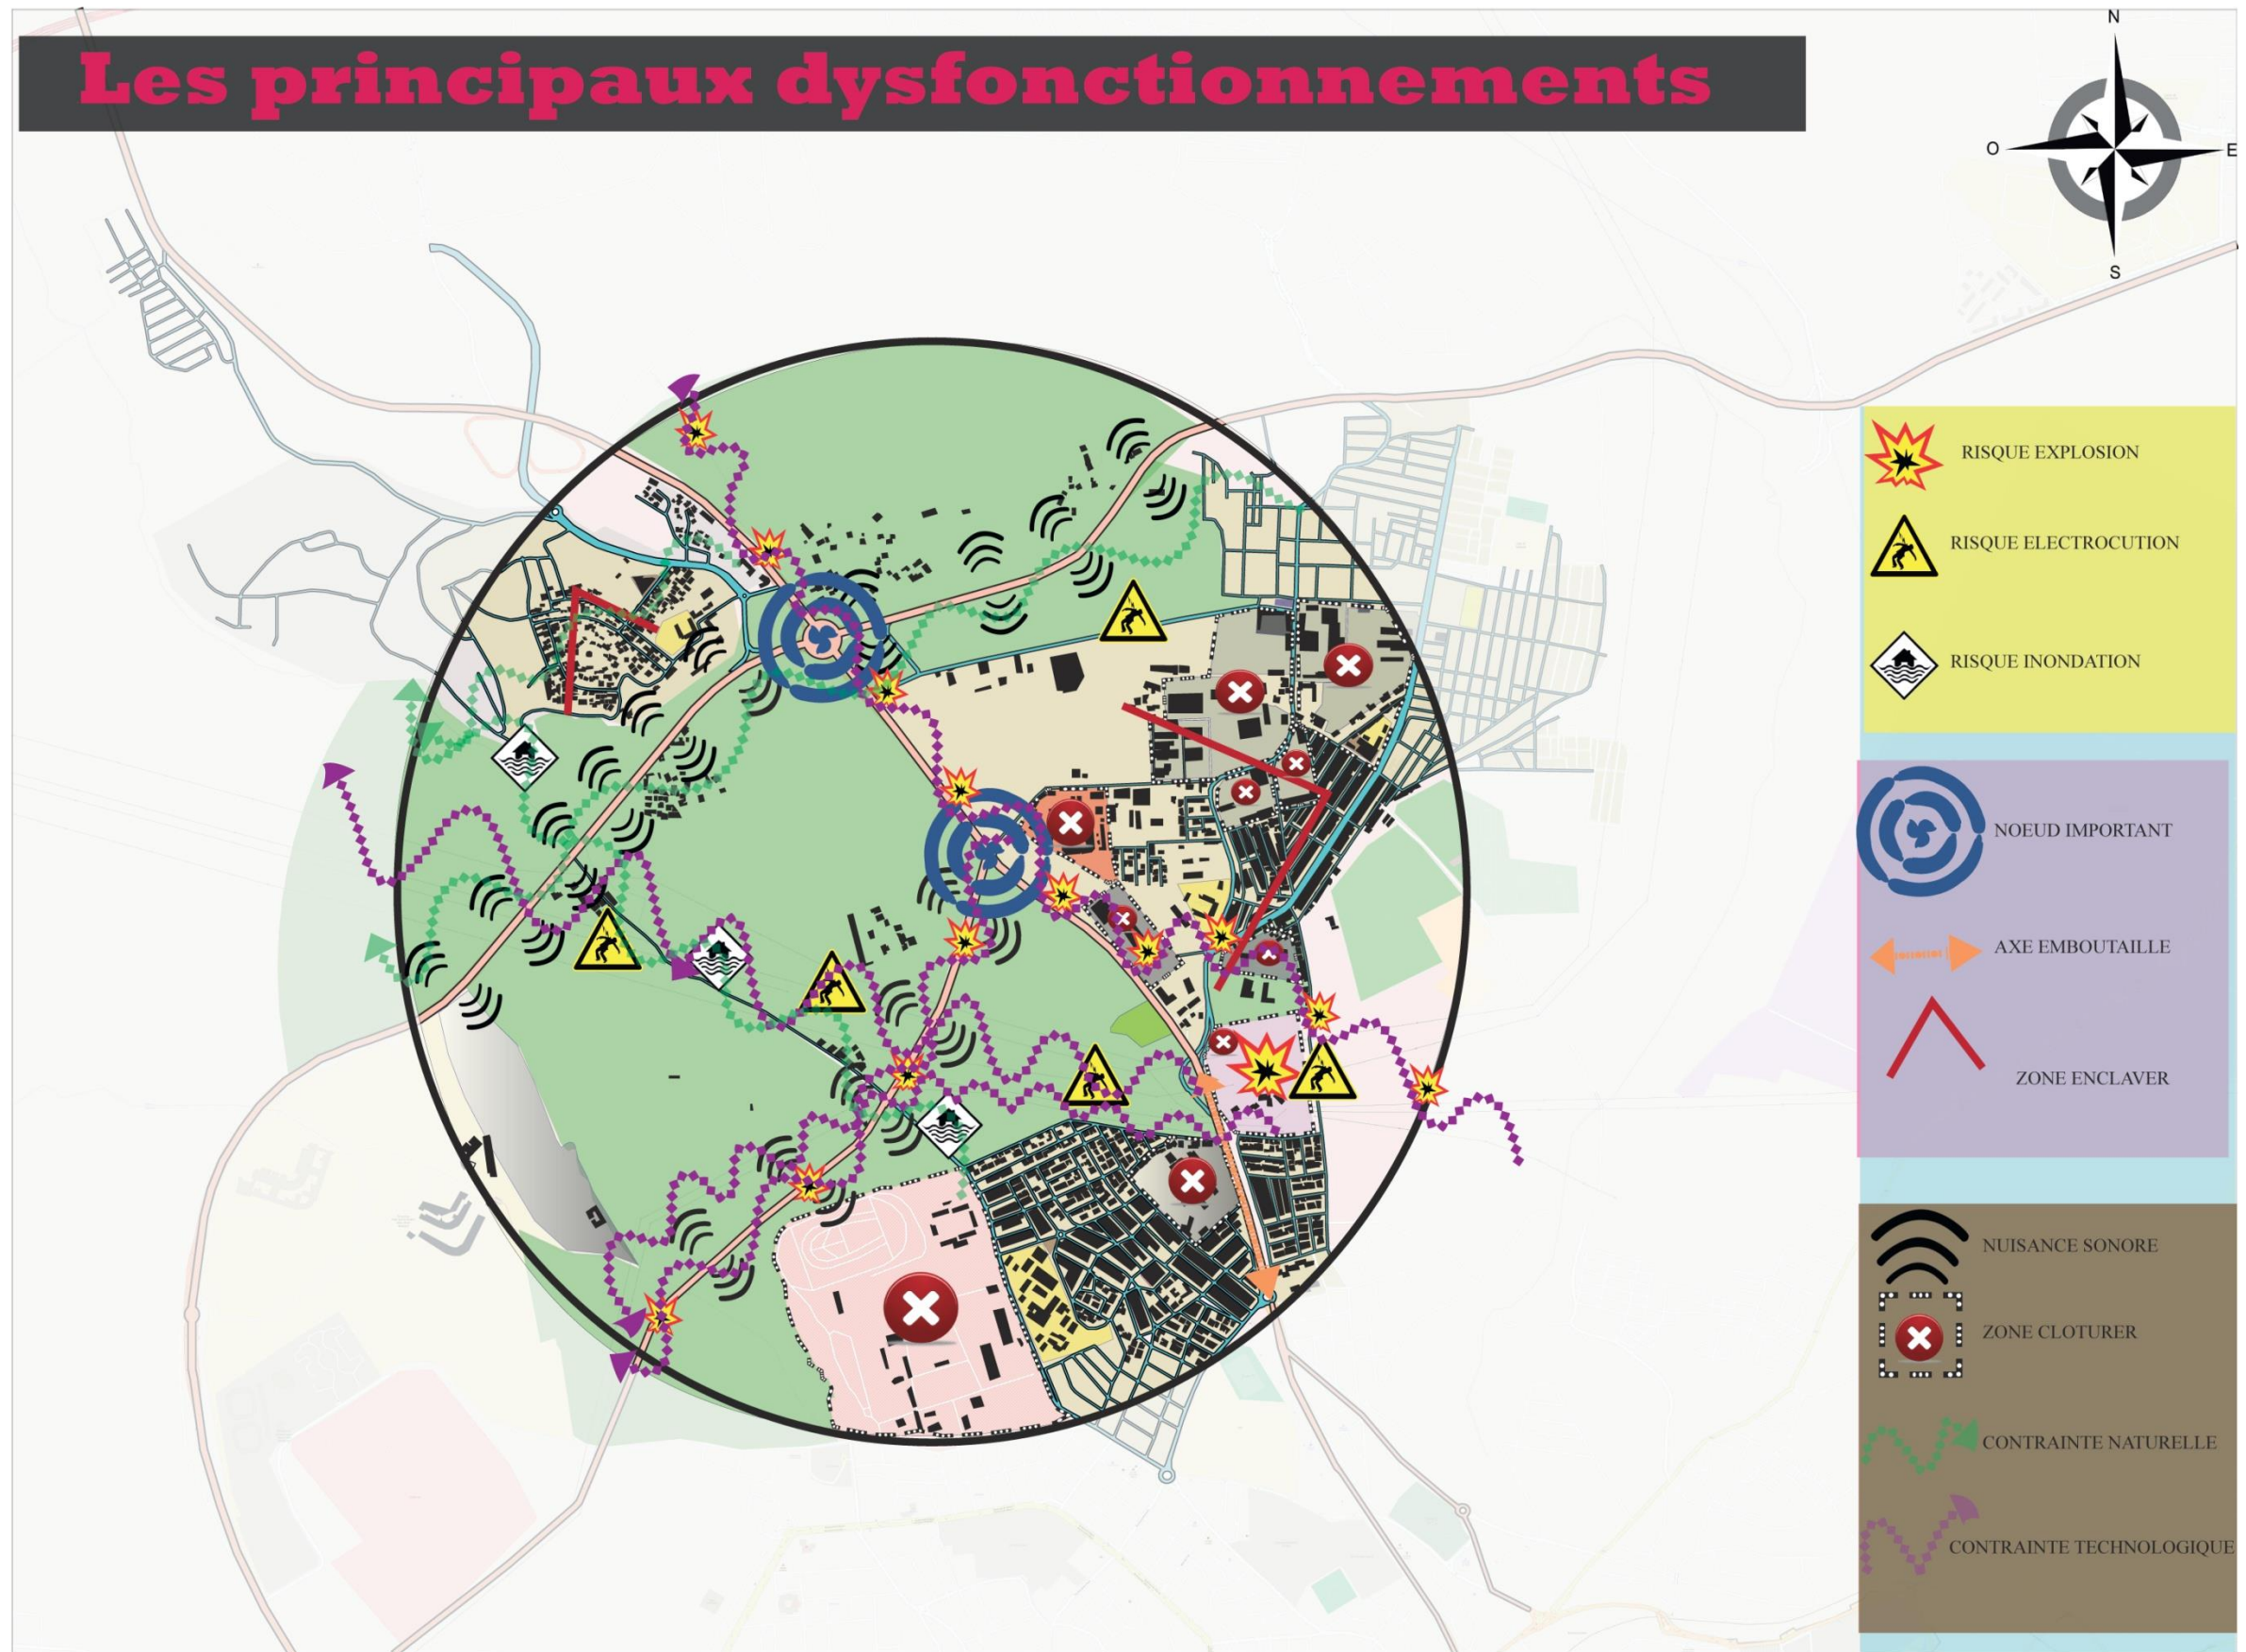 N
Les principaux dysfonctionnements
O
E
S
RISQUE EXPLOSION
RISQUE ELECTROCUTION
RISQUE INONDATION
NOEUD IMPORTANT
AXE EMBOUTAILLE
ZONE ENCLAVER
NUISANCE SONORE
ZONE CLOTURER
CONTRAINTE NATURELLE
CONTRAINTE TECHNOLOGIQUE